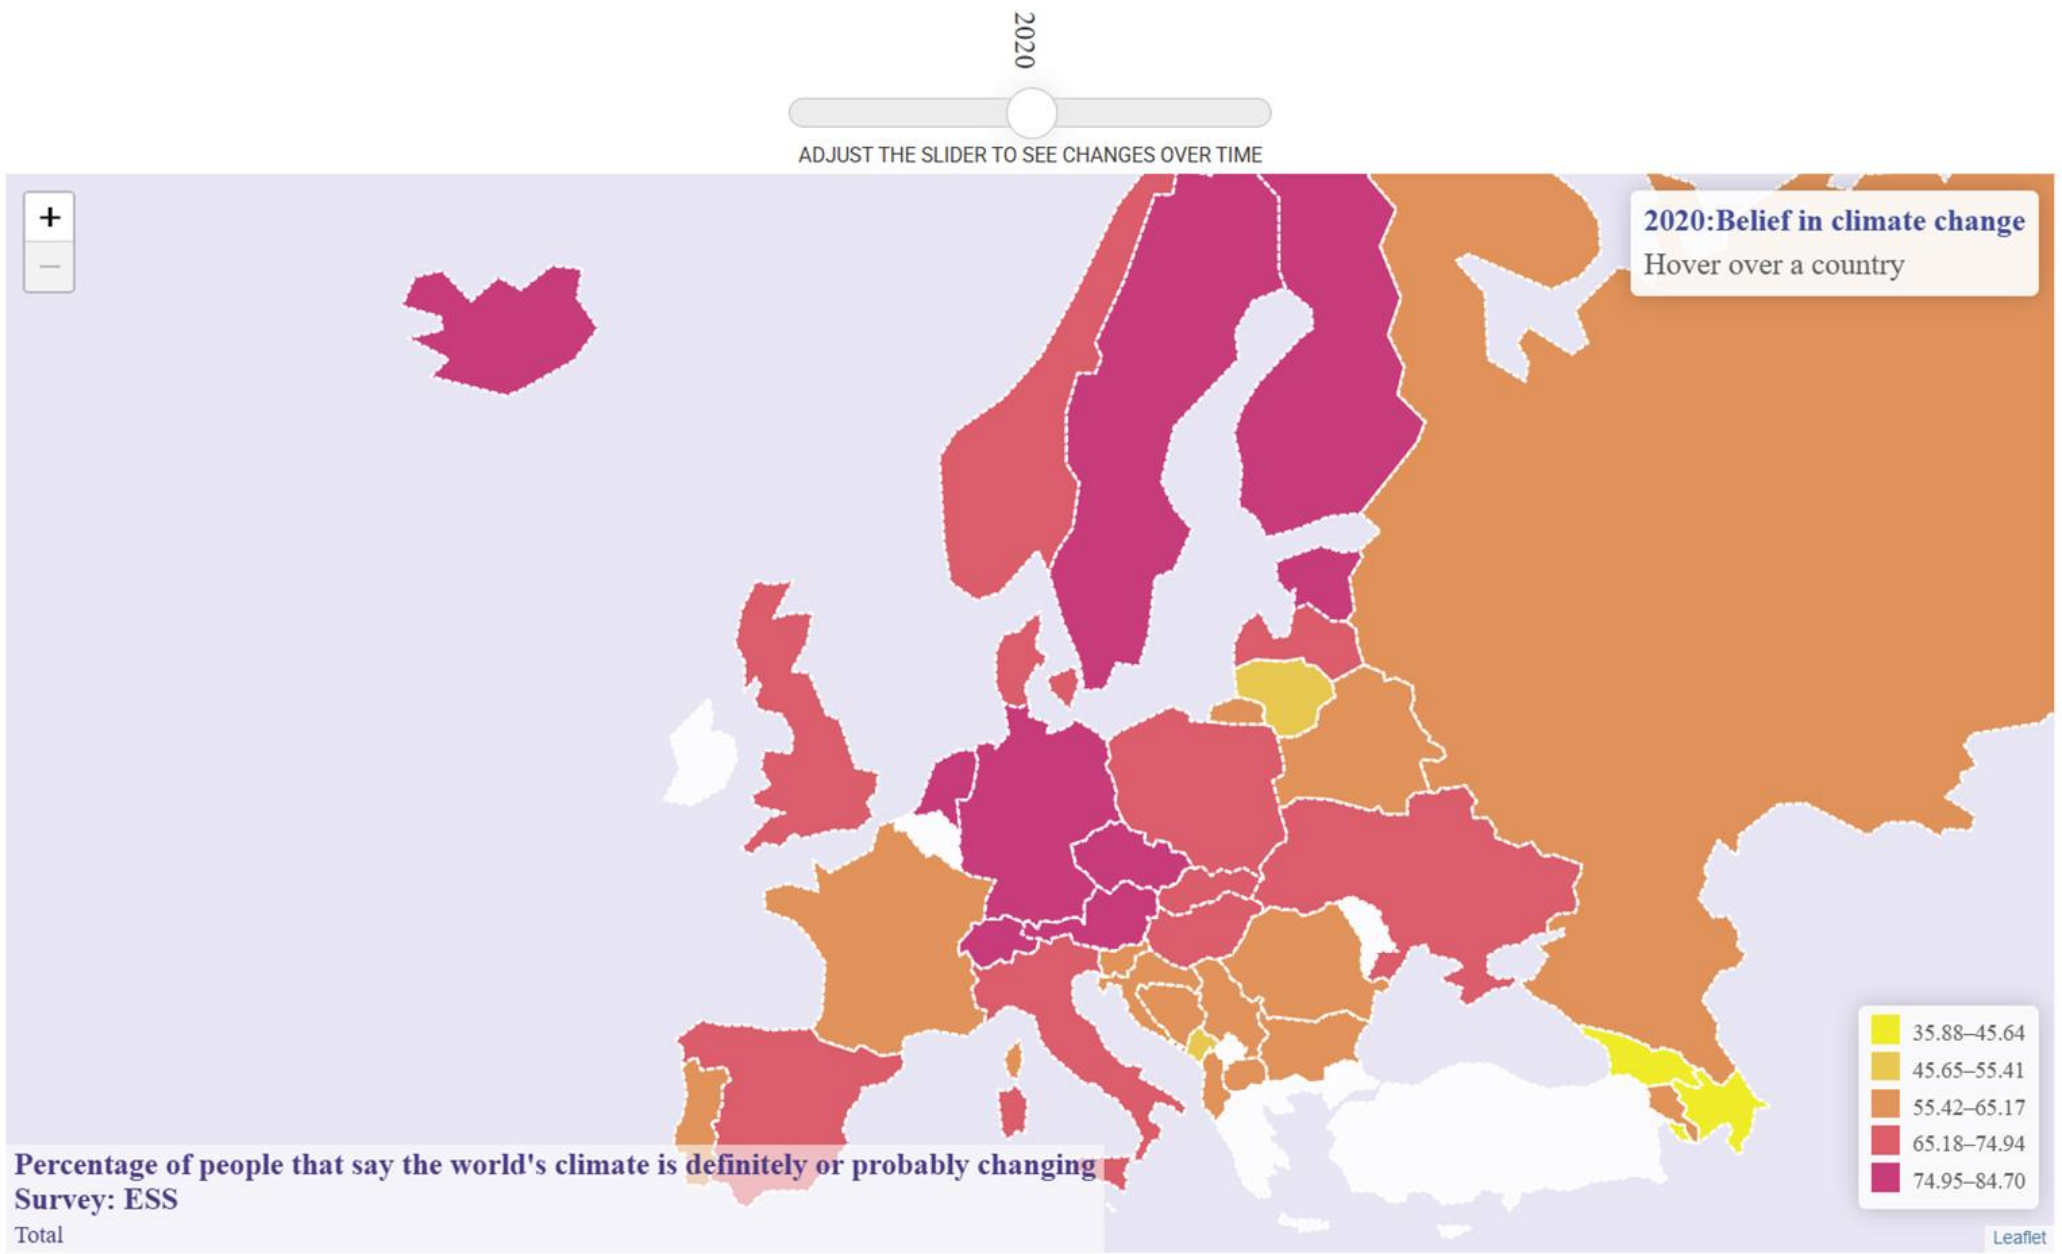 2020
ADJUST THE SLIDER TO SEE CHANGES OVER TIME
+
−
2020:Belief in climate change
Hover over a country
35.88–45.64
45.65–55.41
55.42–65.17
65.18–74.94
74.95–84.70
Percentage of people that say the world's climate is definitely or probably changing
Survey: ESS
Total
Leaflet